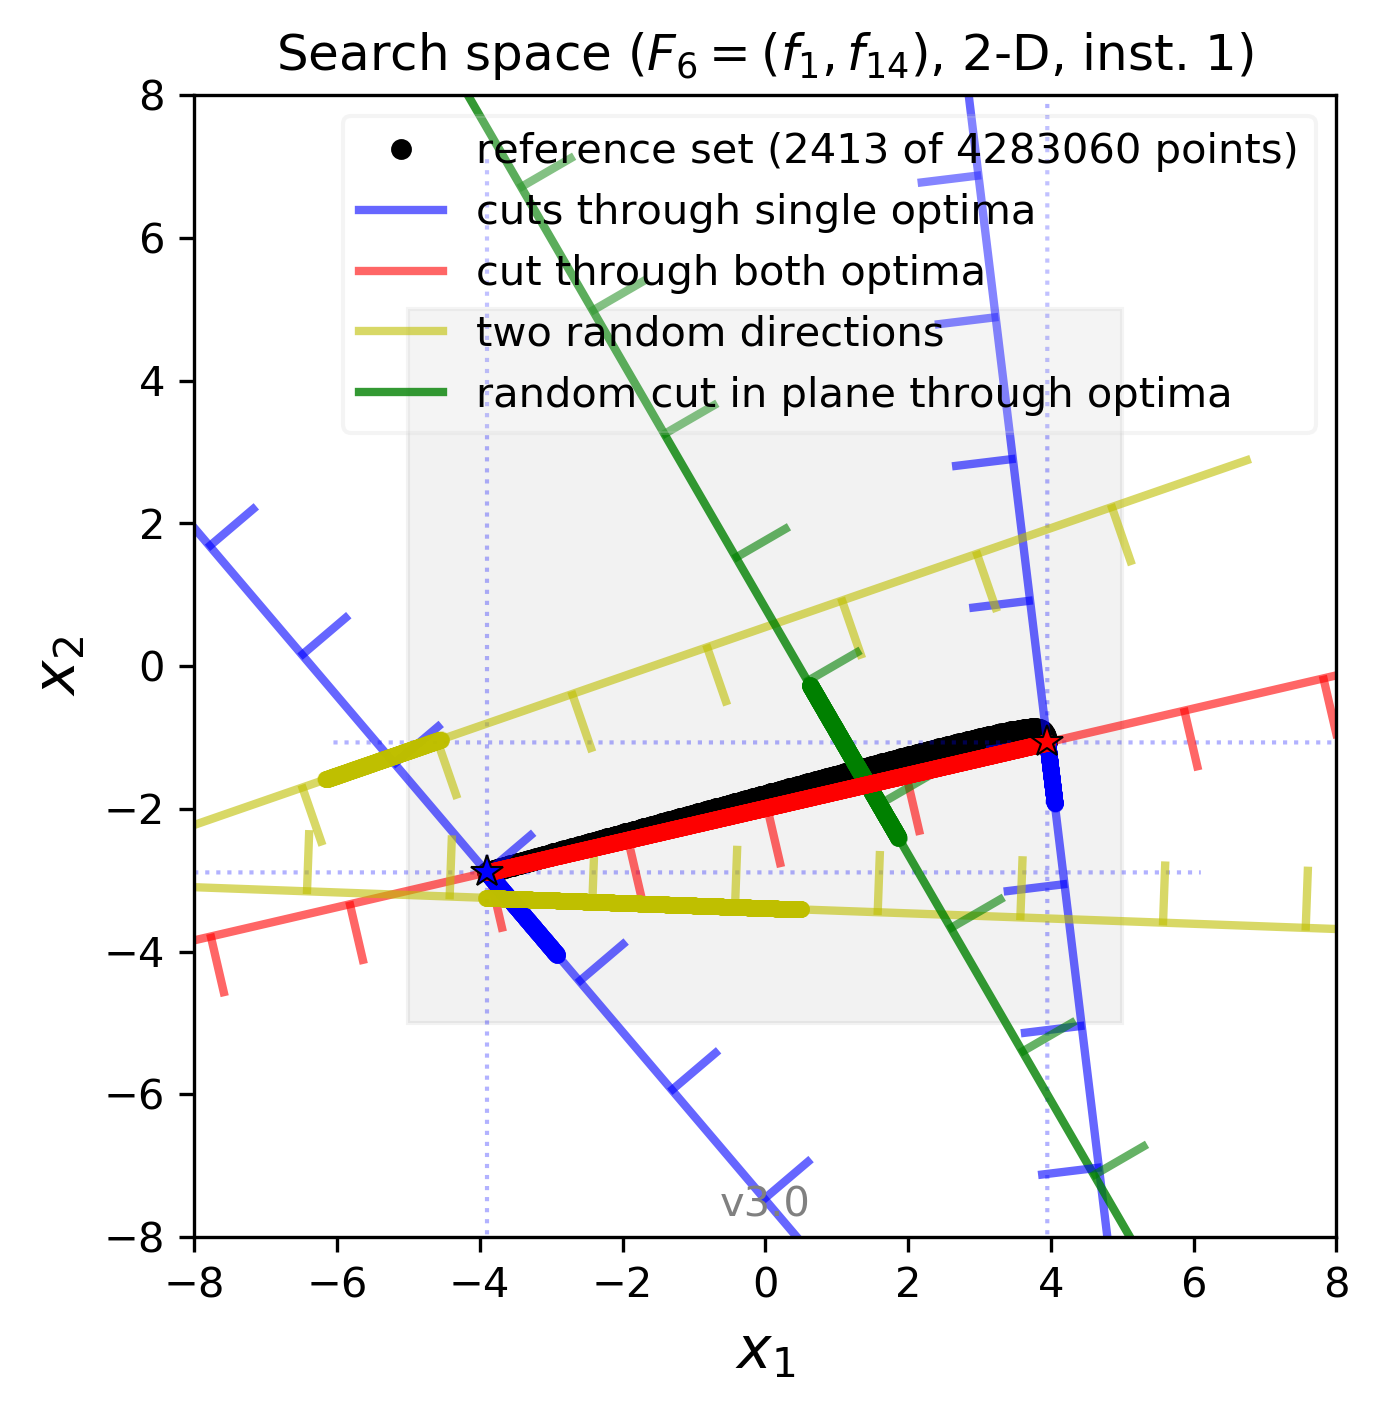 Search space (F₆ = (f₁, f₁₄), 2-D, inst. 1)
reference set (2413 of 4283060 points)
cuts through single optima
cut through both optima
two random directions
random cut in plane through optima
8
6
4
2
0
−2
−4
−6
−8
x₂
v3.0
−8 −6 −4 −2 0 2 4 6 8
x₁